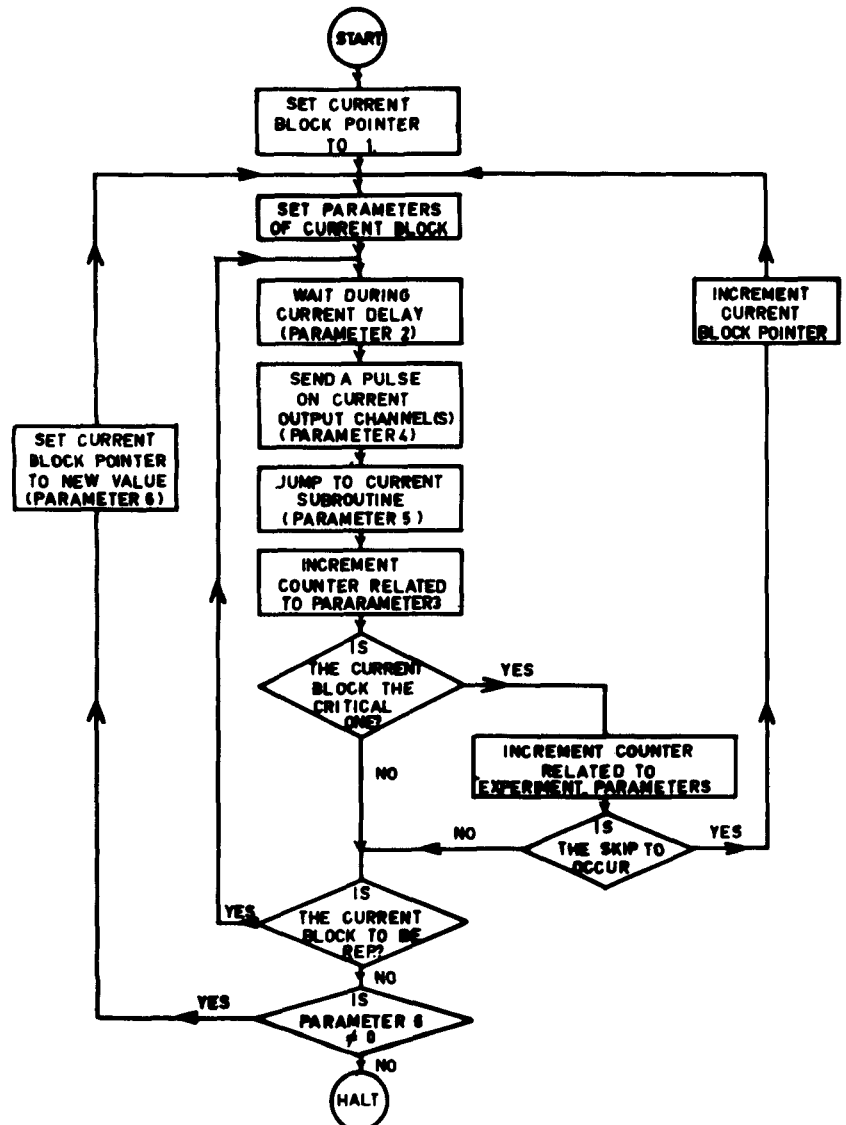 START
SET CURRENT
BLOCK POINTER
TO 1.
SET PARAMETERS
OF CURRENT BLOCK
WAIT DURING
CURRENT DELAY
(PARAMETER 2)
INCREMENT
CURRENT
BLOCK POINTER
SEND A PULSE
ON CURRENT
OUTPUT CHANNEL(S)
(PARAMETER 4)
SET CURRENT
BLOCK POINTER
TO NEW VALUE
(PARAMETER 6)
JUMP TO CURRENT
SUBROUTINE
(PARAMETER 5)
INCREMENT
COUNTER RELATED
TO PARARAMETER3
IS
THE CURRENT
BLOCK THE
CRITICAL
ONE?
YES
NO
INCREMENT COUNTER
RELATED TO
EXPERIMENT PARAMETERS
IS
THE SKIP TO
OCCUR
NO
YES
IS
THE CURRENT
BLOCK TO BE
REP?
YES
NO
IS
PARAMETER 6
≠ 0
YES
NO
HALT